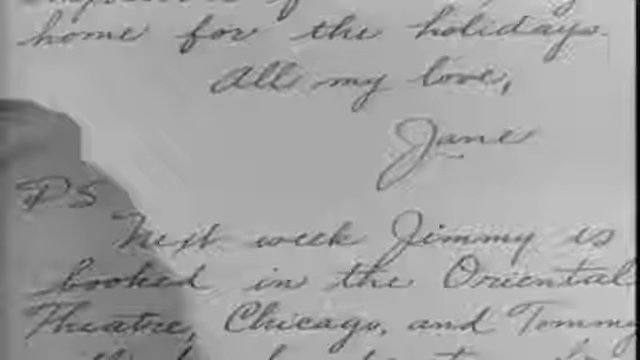 home for the holidays.
All my love,
Jane
PS
Next week Jimmy is
booked in the Oriental
Theatre, Chicago, and Tommy